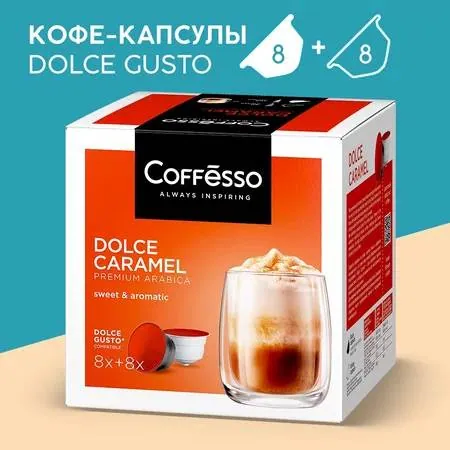 КОФЕ-КАПСУЛЫ
DOLCE GUSTO
8 + 8
Coffēsso
ALWAYS INSPIRING
DOLCE
CARAMEL
PREMIUM ARABICA
sweet & aromatic
DOLCE
GUSTO*
COMPATIBLE
8x+8x
DOLCE
CARAMEL